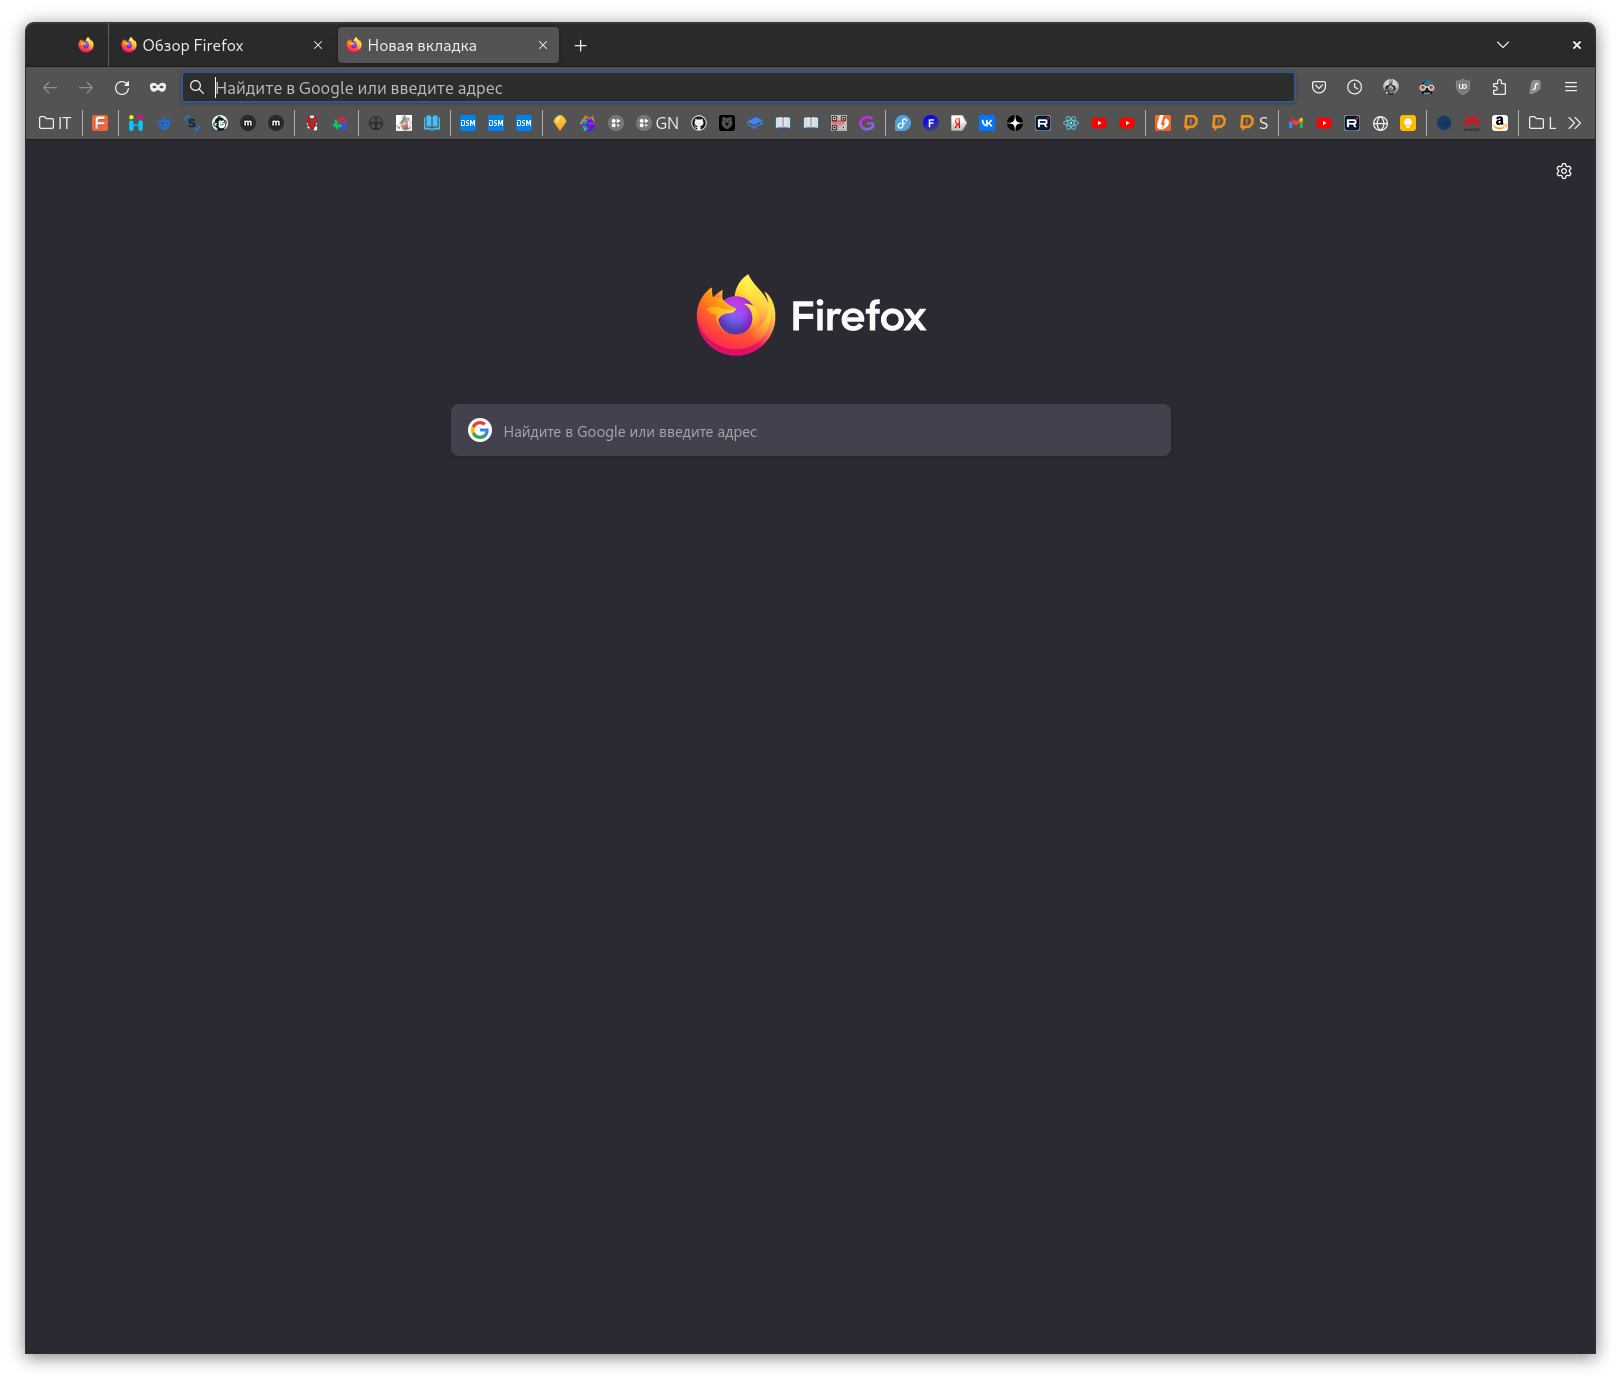 Обзор Firefox
Новая вкладка
Найдите в Google или введите адрес
IT
GN
S
L
Firefox
Найдите в Google или введите адрес